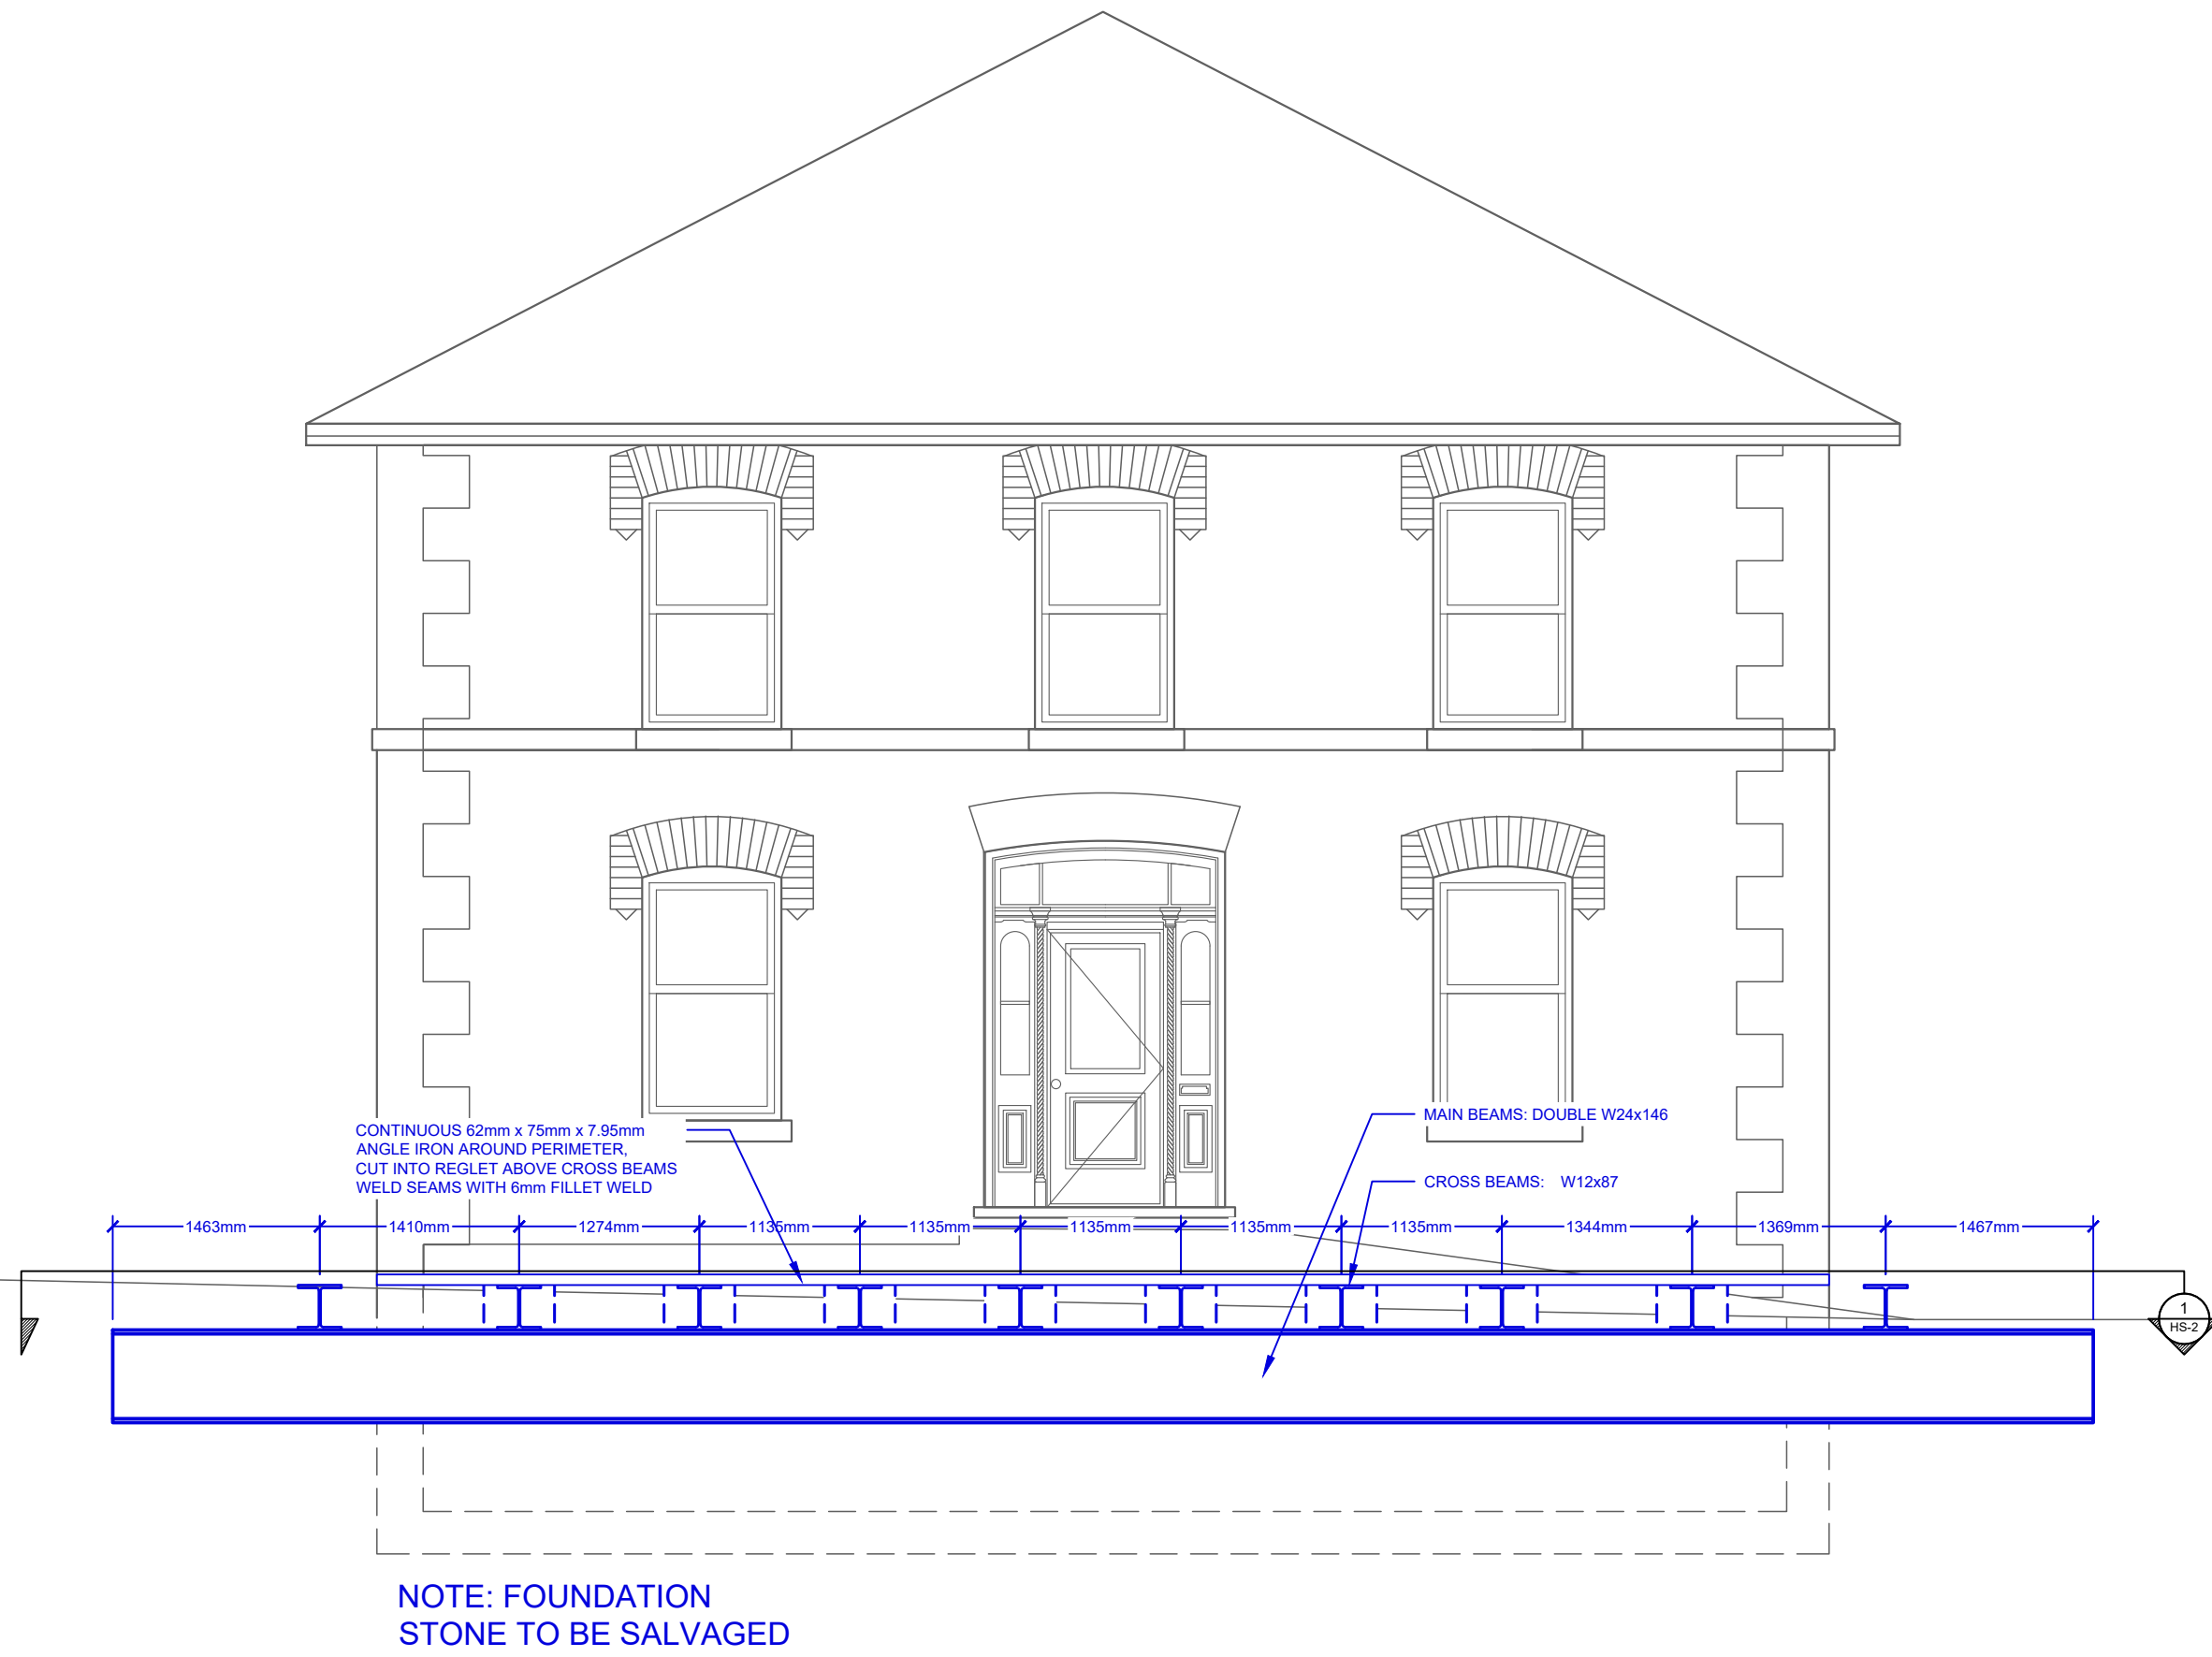 CONTINUOUS 62mm x 75mm x 7.95mm
ANGLE IRON AROUND PERIMETER,
CUT INTO REGLET ABOVE CROSS BEAMS
WELD SEAMS WITH 6mm FILLET WELD
MAIN BEAMS: DOUBLE W24x146
CROSS BEAMS: W12x87
1463mm 1410mm 1274mm 1135mm 1135mm 1135mm 1135mm 1135mm 1344mm 1369mm 1467mm
1
HS-2
NOTE: FOUNDATION
STONE TO BE SALVAGED